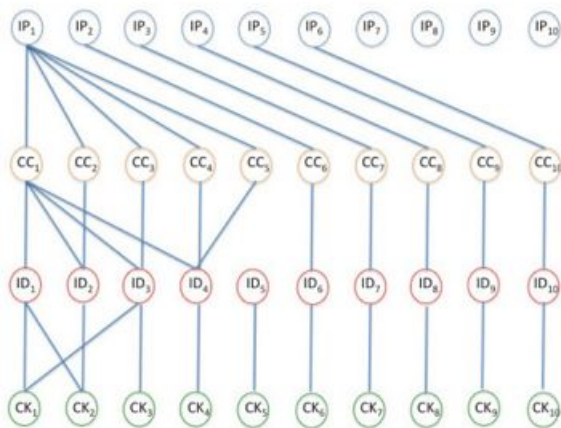 IP1 IP2 IP3 IP4 IP5 IP6 IP7 IP8 IP9 IP10
CC1 CC2 CC3 CC4 CC5 CC6 CC7 CC8 CC9 CC10
ID1 ID2 ID3 ID4 ID5 ID6 ID7 ID8 ID9 ID10
CK1 CK2 CK3 CK4 CK5 CK6 CK7 CK8 CK9 CK10